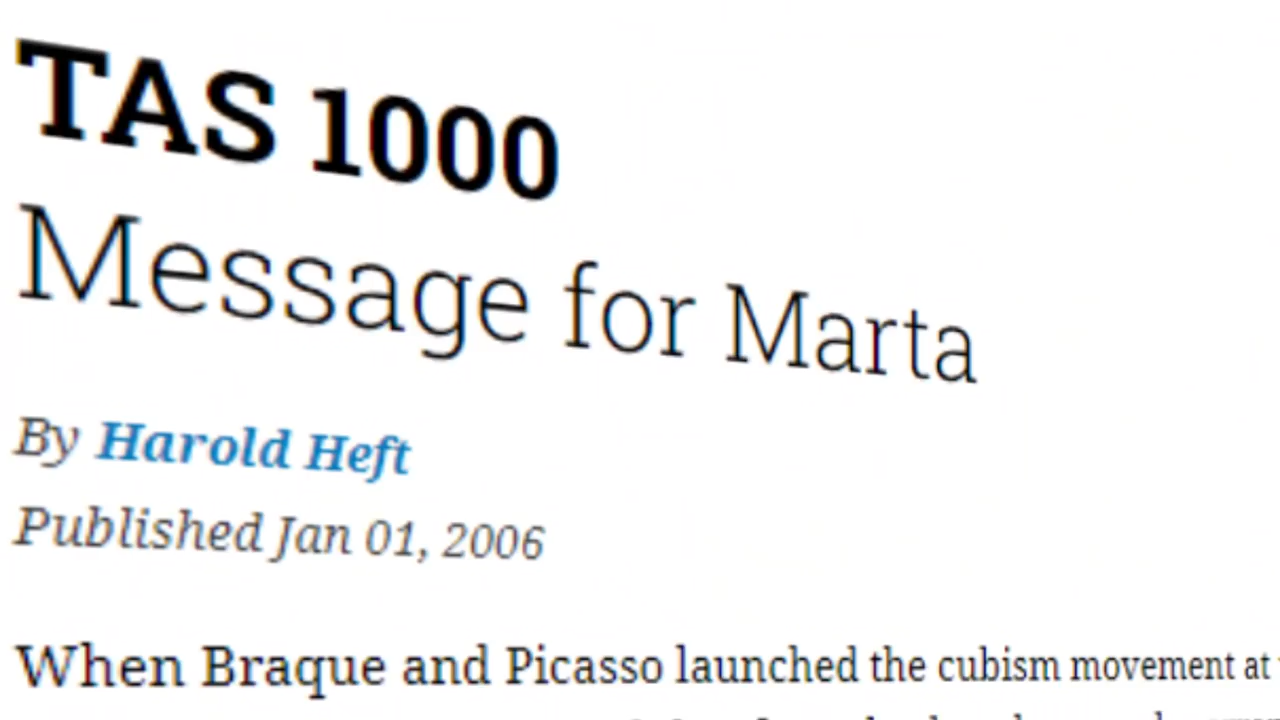 TAS 1000
Message for Marta
By Harold Heft
Published Jan 01, 2006
When Braque and Picasso launched the cubism movement at